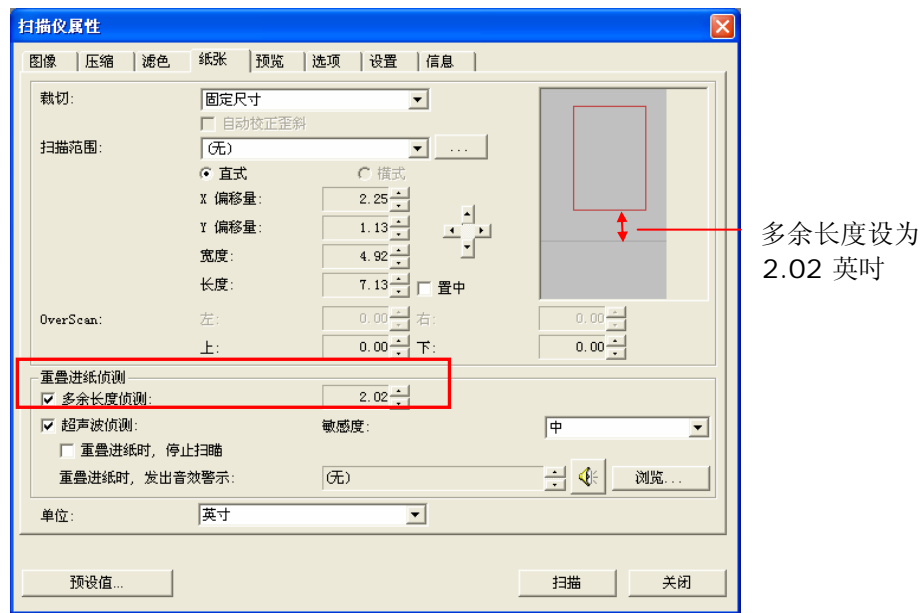 扫描仪属性
图像 压缩 滤色 纸张 预览 选项 设置 信息
裁切: 固定尺寸
自动校正歪斜
扫描范围: (无) ...
直式 横式
X 偏移量: 2.25
Y 偏移量: 1.13
宽度: 4.92
长度: 7.13 置中
OverScan: 左: 0.00 右: 0.00
上: 0.00 下: 0.00
重叠进纸侦测
多余长度侦测: 2.02
超声波侦测: 敏感度: 中
重叠进纸时, 停止扫瞄
重叠进纸时, 发出音效警示: (无) 浏览...
单位: 英寸
预设值... 扫描 关闭
多余长度设为
2.02 英吋